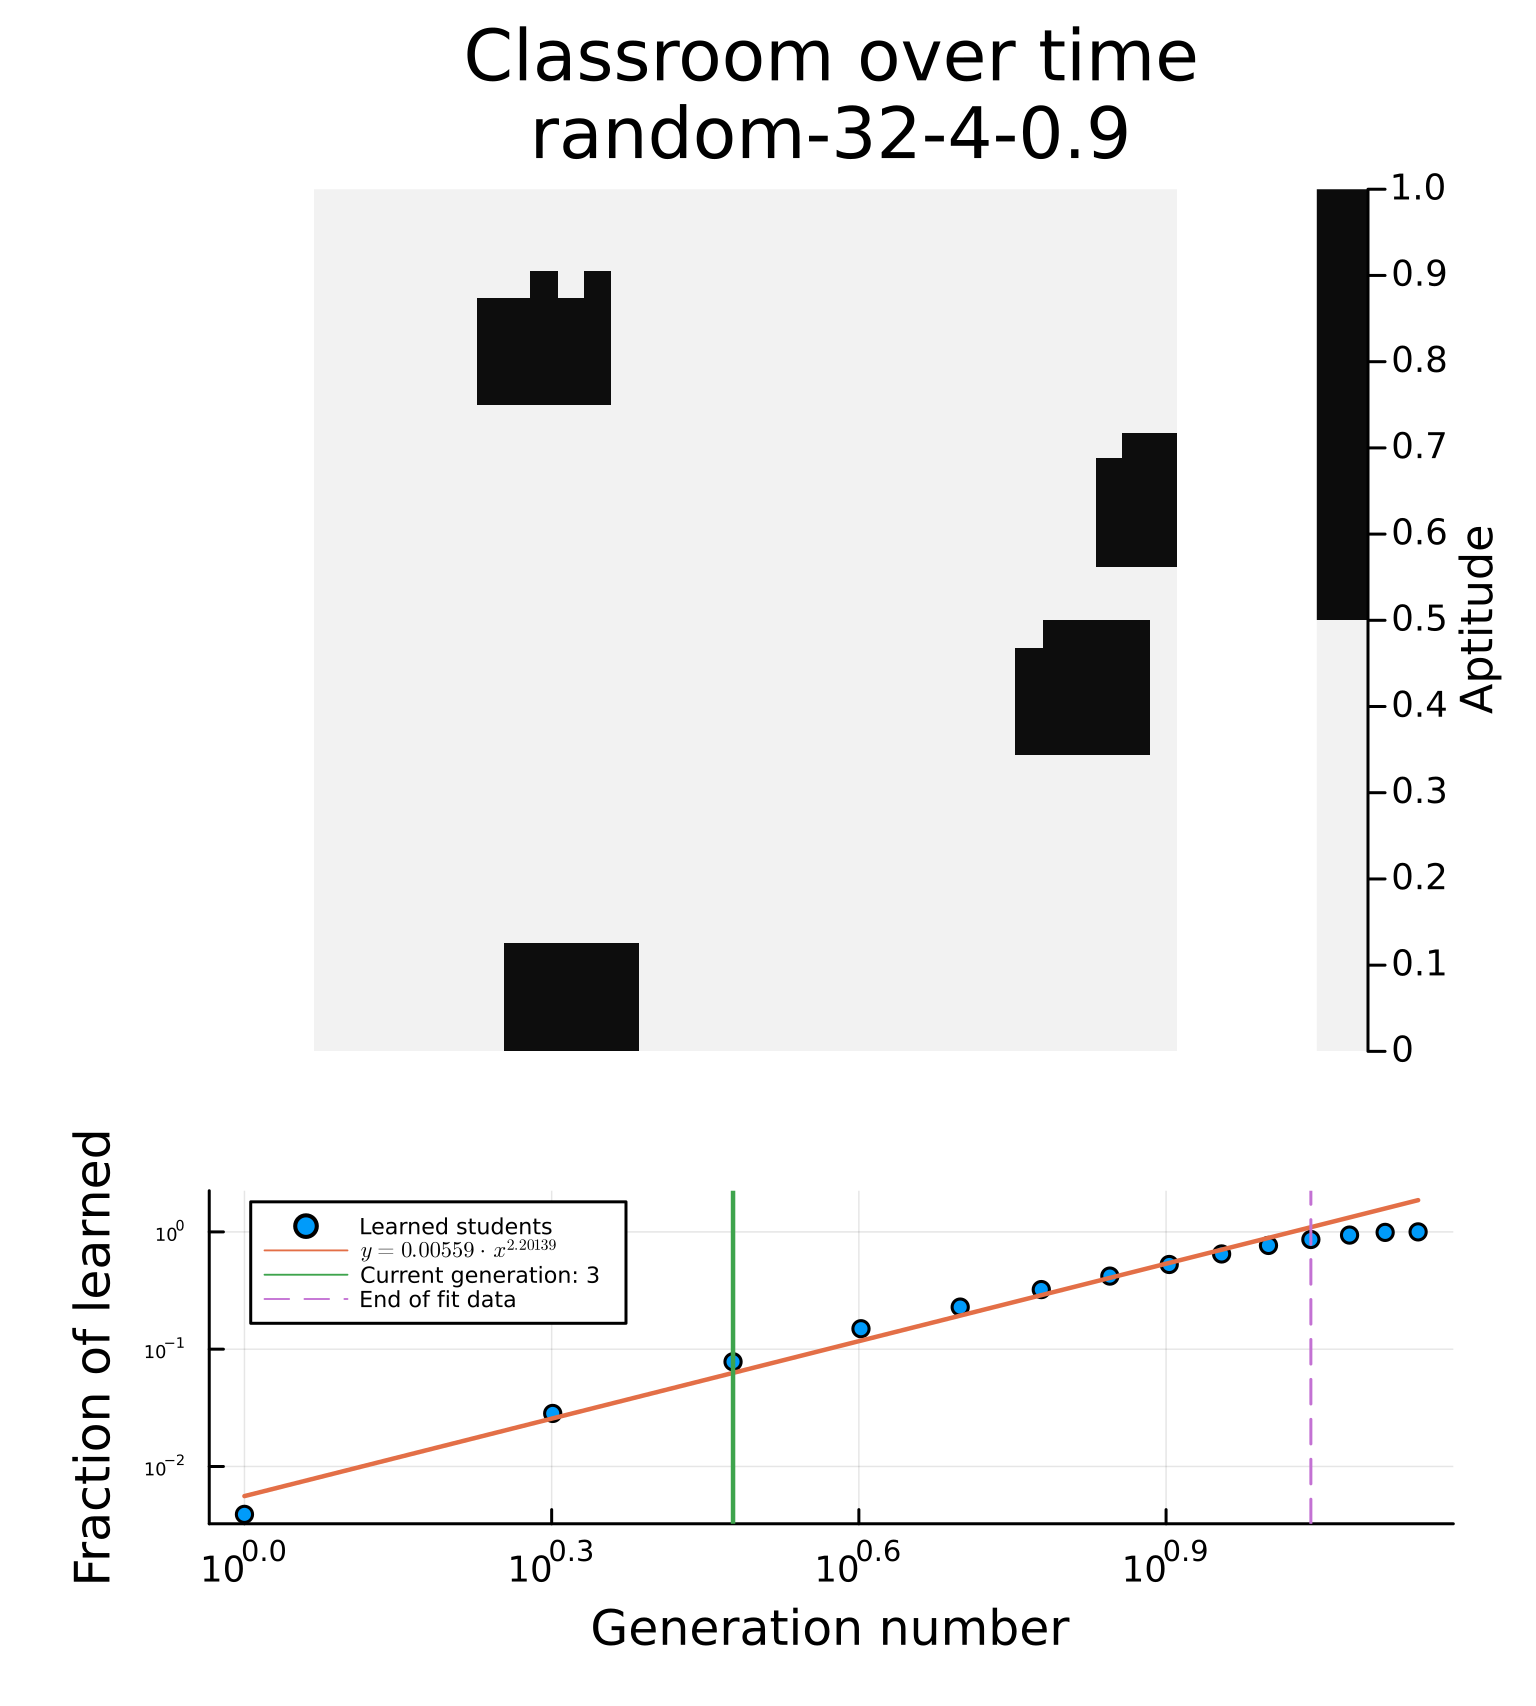 Classroom over time
random-32-4-0.9
1.0
0.9
0.8
0.7
0.6
0.5
0.4
0.3
0.2
0.1
0
Aptitude
Fraction of learned
10^0
10^−1
10^−2
Learned students
y = 0.00559 · x^2.20139
Current generation: 3
End of fit data
10^0.0 10^0.3 10^0.6 10^0.9
Generation number